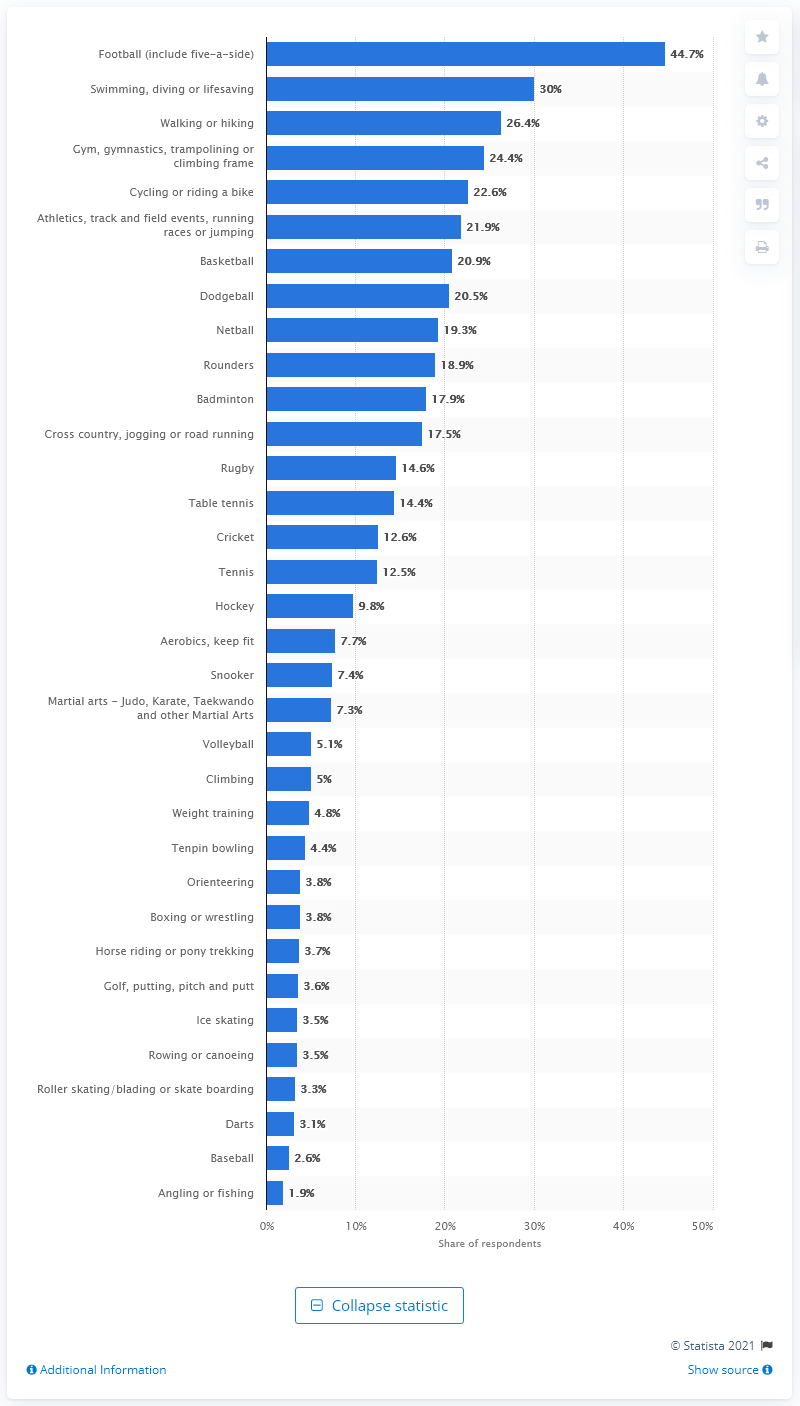 Football (include five-a-side) 44.7%
Swimming, diving or lifesaving 30%
Walking or hiking 26.4%
Gym, gymnastics, trampolining or
climbing frame 24.4%
Cycling or riding a bike 22.6%
Athletics, track and field events, running
races or jumping 21.9%
Basketball 20.9%
Dodgeball 20.5%
Netball 19.3%
Rounders 18.9%
Badminton 17.9%
Cross country, jogging or road running 17.5%
Rugby 14.6%
Table tennis 14.4%
Cricket 12.6%
Tennis 12.5%
Hockey 9.8%
Aerobics, keep fit 7.7%
Snooker 7.4%
Martial arts - Judo, Karate, Taekwando
and other Martial Arts 7.3%
Volleyball 5.1%
Climbing 5%
Weight training 4.8%
Tenpin bowling 4.4%
Orienteering 3.8%
Boxing or wrestling 3.8%
Horse riding or pony trekking 3.7%
Golf, putting, pitch and putt 3.6%
Ice skating 3.5%
Rowing or canoeing 3.5%
Roller skating/blading or skate boarding 3.3%
Darts 3.1%
Baseball 2.6%
Angling or fishing 1.9%
0% 10% 20% 30% 40% 50%
Share of respondents
Collapse statistic
© Statista 2021
Additional Information Show source